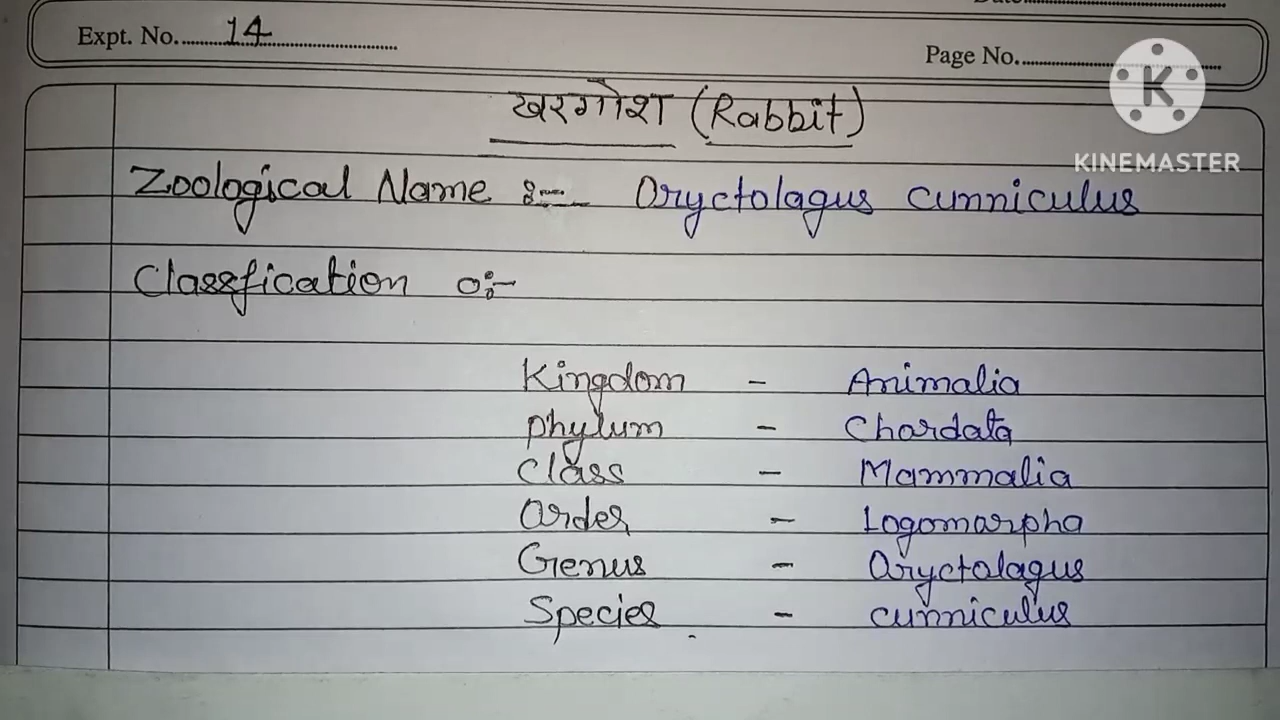 Expt. No. 14
Page No.
K
KINEMASTER
खरगोश (Rabbit)
Zoological Name :- Oryctolagus cunniculus
Classfication :-
Kingdom - Animalia
Phylum - Chordata
Class - Mammalia
Order - Logomorpha
Genus - Oryctolagus
Species - cunniculus